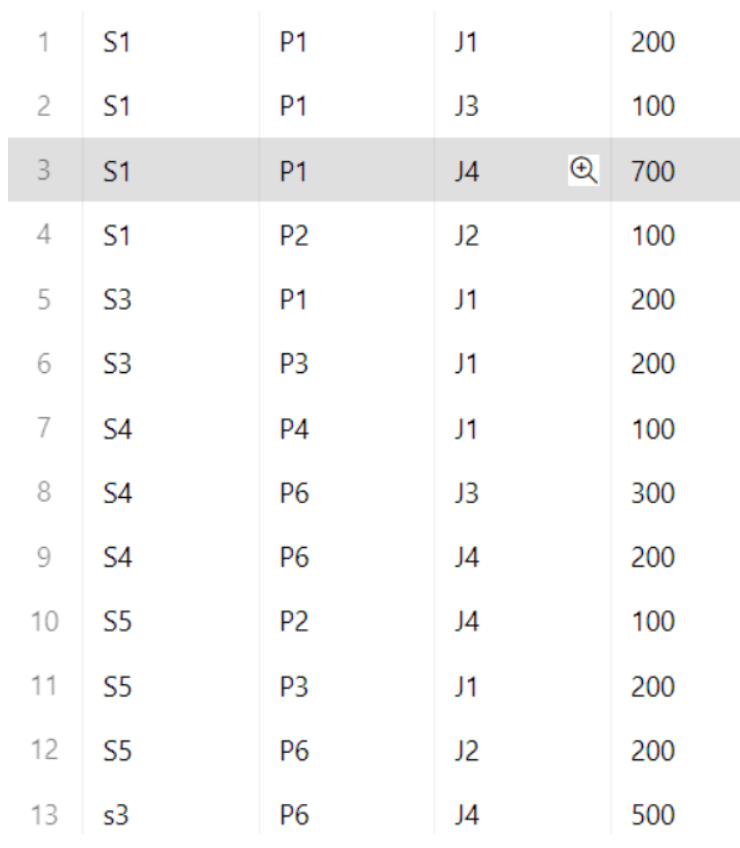 1 S1 P1 J1 200
2 S1 P1 J3 100
3 S1 P1 J4 700
4 S1 P2 J2 100
5 S3 P1 J1 200
6 S3 P3 J1 200
7 S4 P4 J1 100
8 S4 P6 J3 300
9 S4 P6 J4 200
10 S5 P2 J4 100
11 S5 P3 J1 200
12 S5 P6 J2 200
13 s3 P6 J4 500